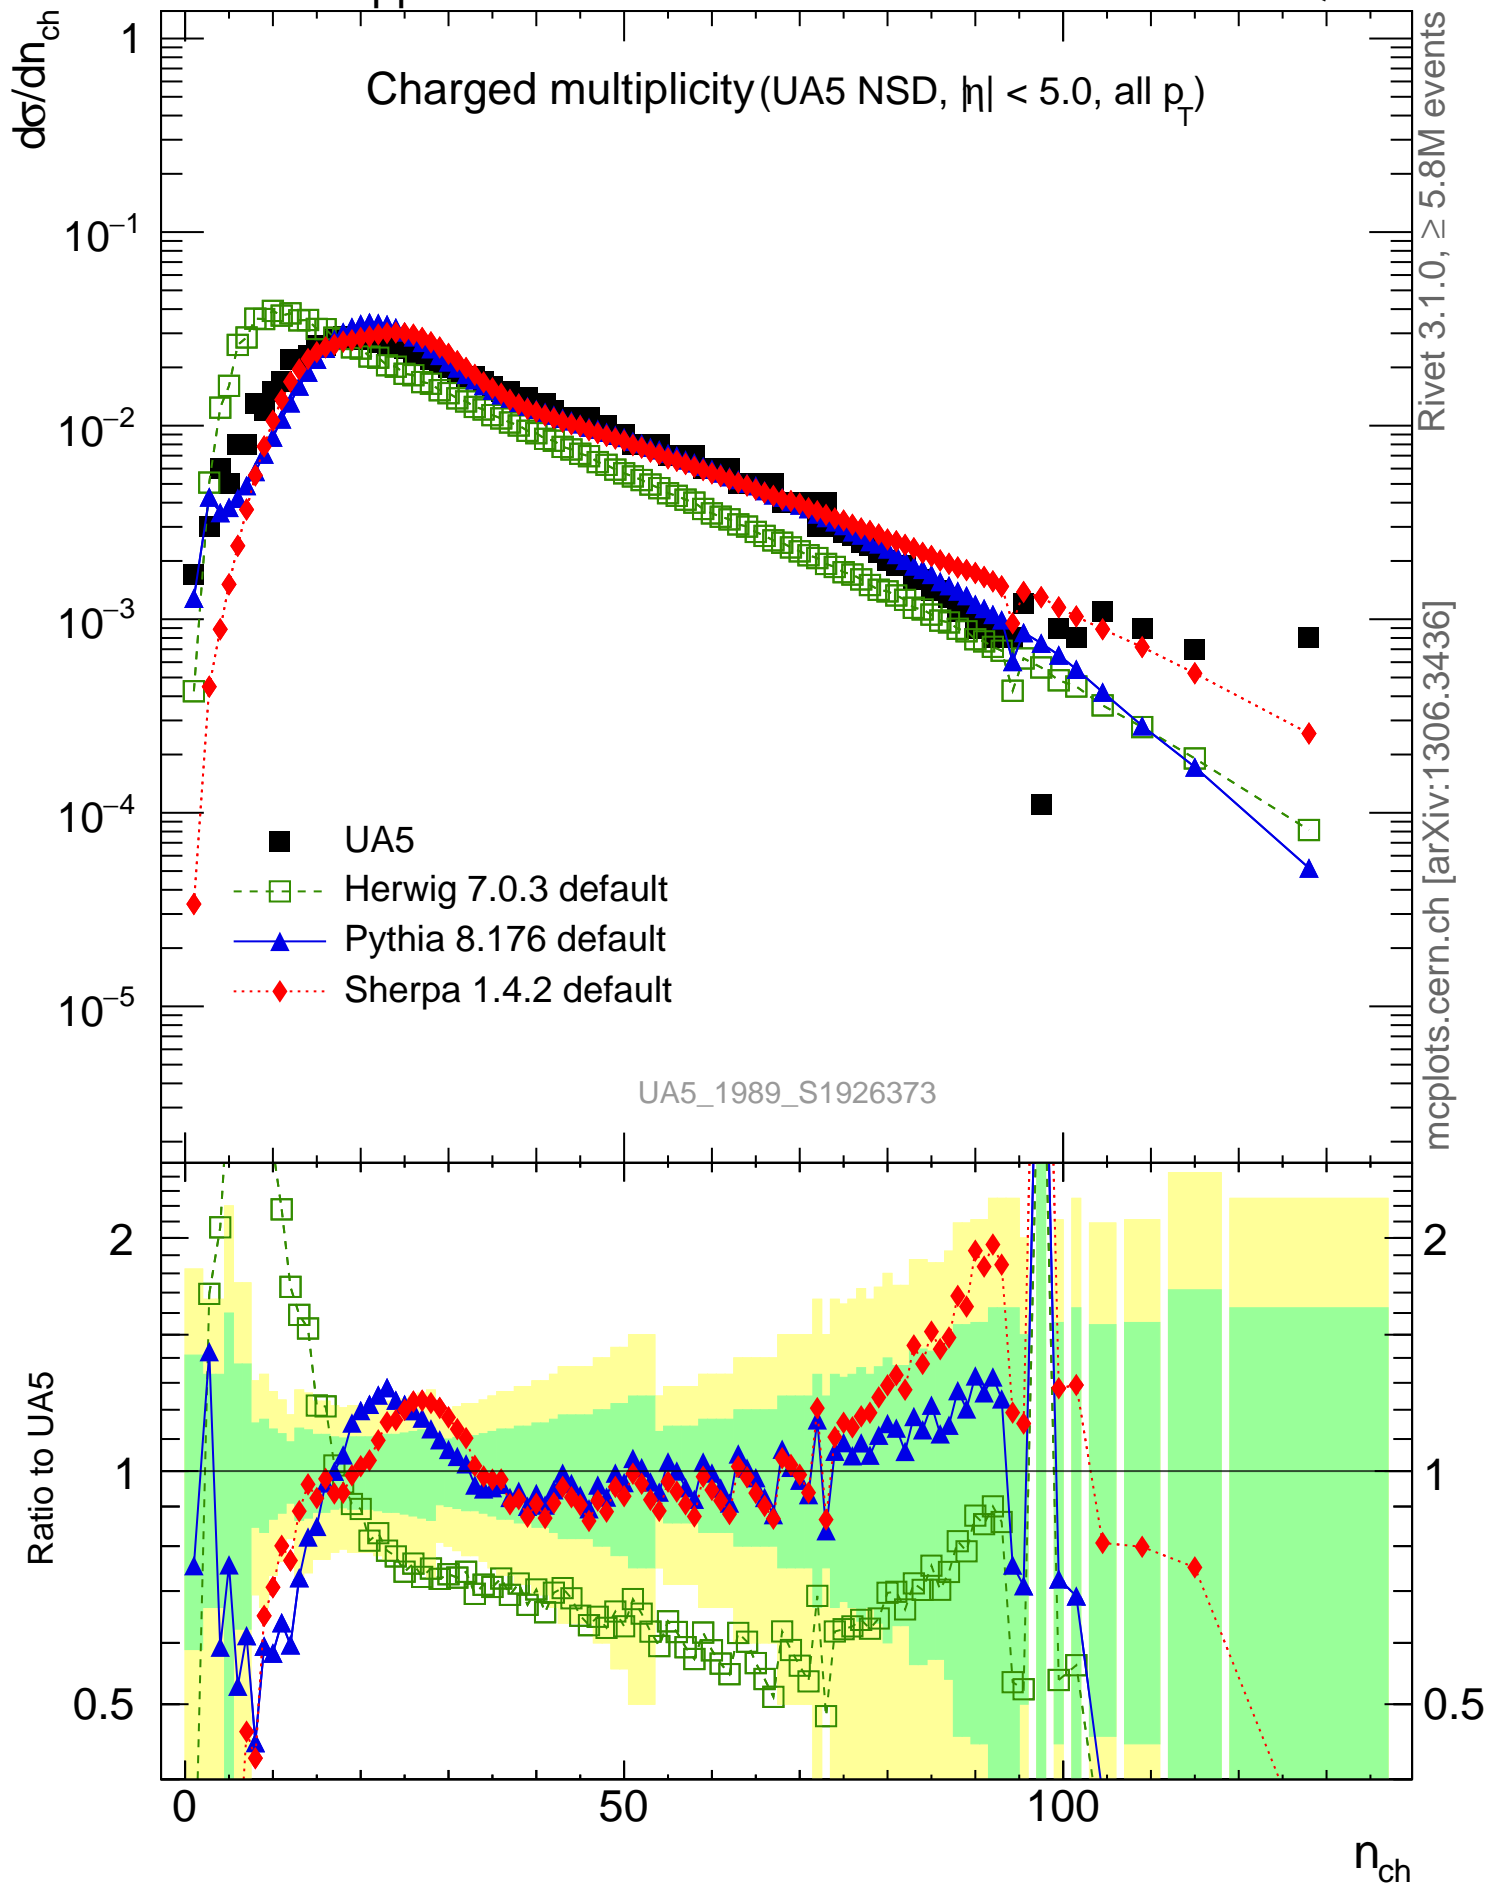 dσ/dn_ch
Charged multiplicity (UA5 NSD, |η| < 5.0, all p_T)
1
10^−1
10^−2
10^−3
10^−4
10^−5
UA5
Herwig 7.0.3 default
Pythia 8.176 default
Sherpa 1.4.2 default
UA5_1989_S1926373
Rivet 3.1.0, ≥ 5.8M events
mcplots.cern.ch [arXiv:1306.3436]
Ratio to UA5
2
1
0.5
2
1
0.5
0
50
100
n_ch